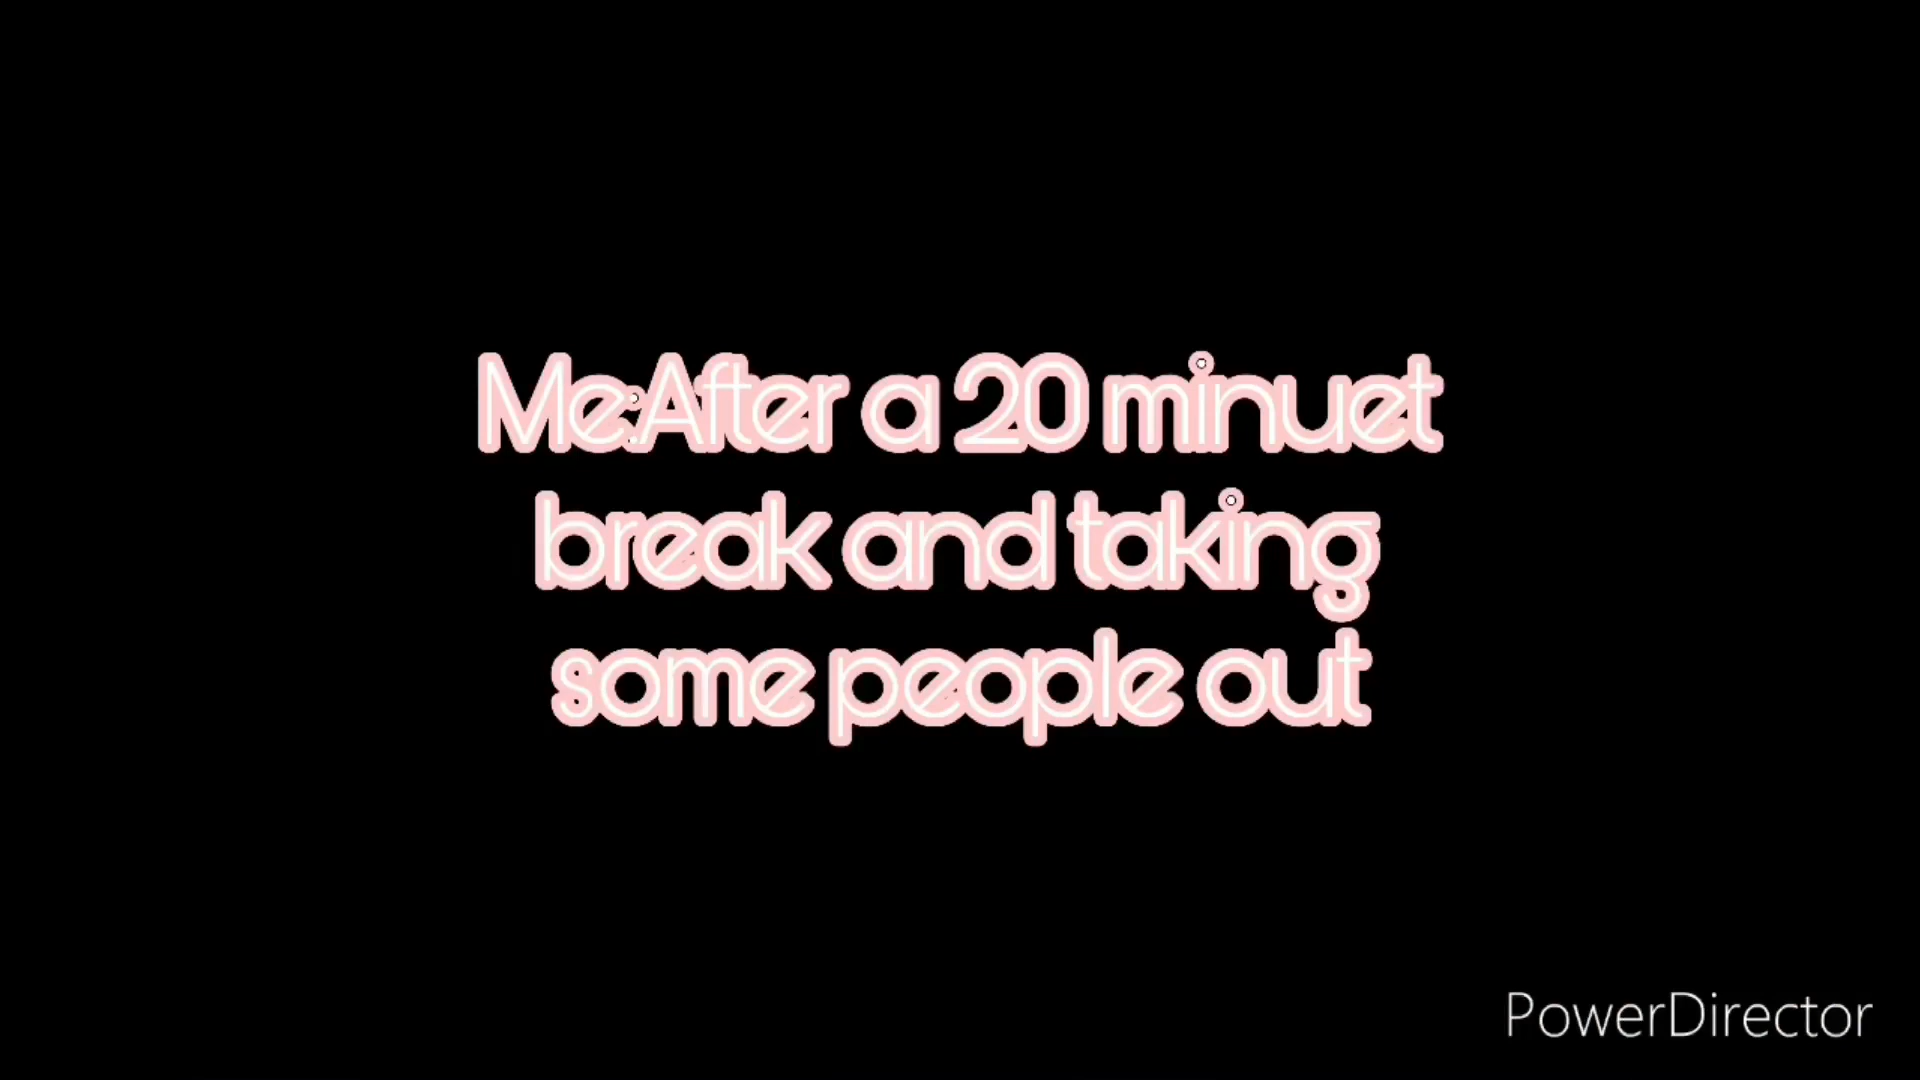 Me:After a 20 minuet
break and taking
some people out
PowerDirector